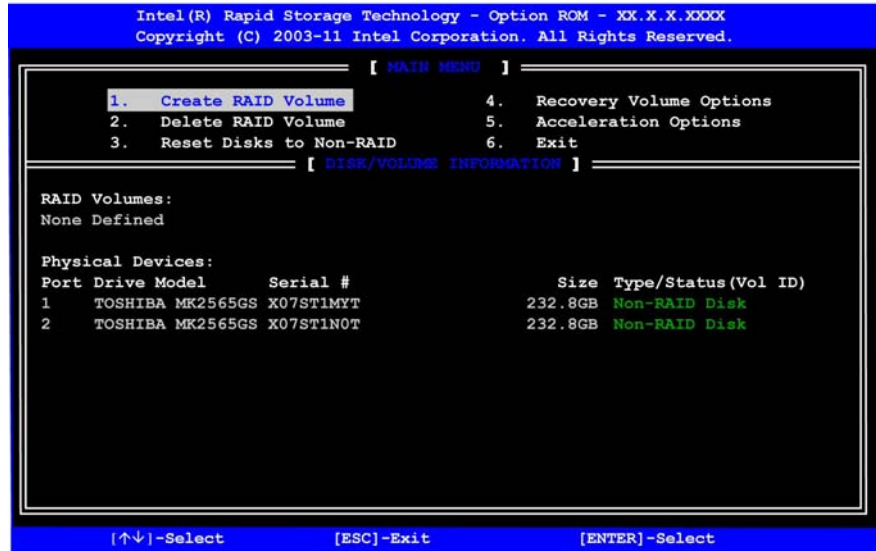 Intel(R) Rapid Storage Technology - Option ROM - XX.X.X.XXXX
Copyright (C) 2003-11 Intel Corporation. All Rights Reserved.
[ MAIN MENU ]
1. Create RAID Volume 4. Recovery Volume Options
2. Delete RAID Volume 5. Acceleration Options
3. Reset Disks to Non-RAID 6. Exit
[ DISK/VOLUME INFORMATION ]
RAID Volumes:
None Defined
Physical Devices:
Port Drive Model Serial # Size Type/Status(Vol ID)
1 TOSHIBA MK2565GS X07ST1MYT 232.8GB Non-RAID Disk
2 TOSHIBA MK2565GS X07ST1N0T 232.8GB Non-RAID Disk
[↑↓]-Select [ESC]-Exit [ENTER]-Select